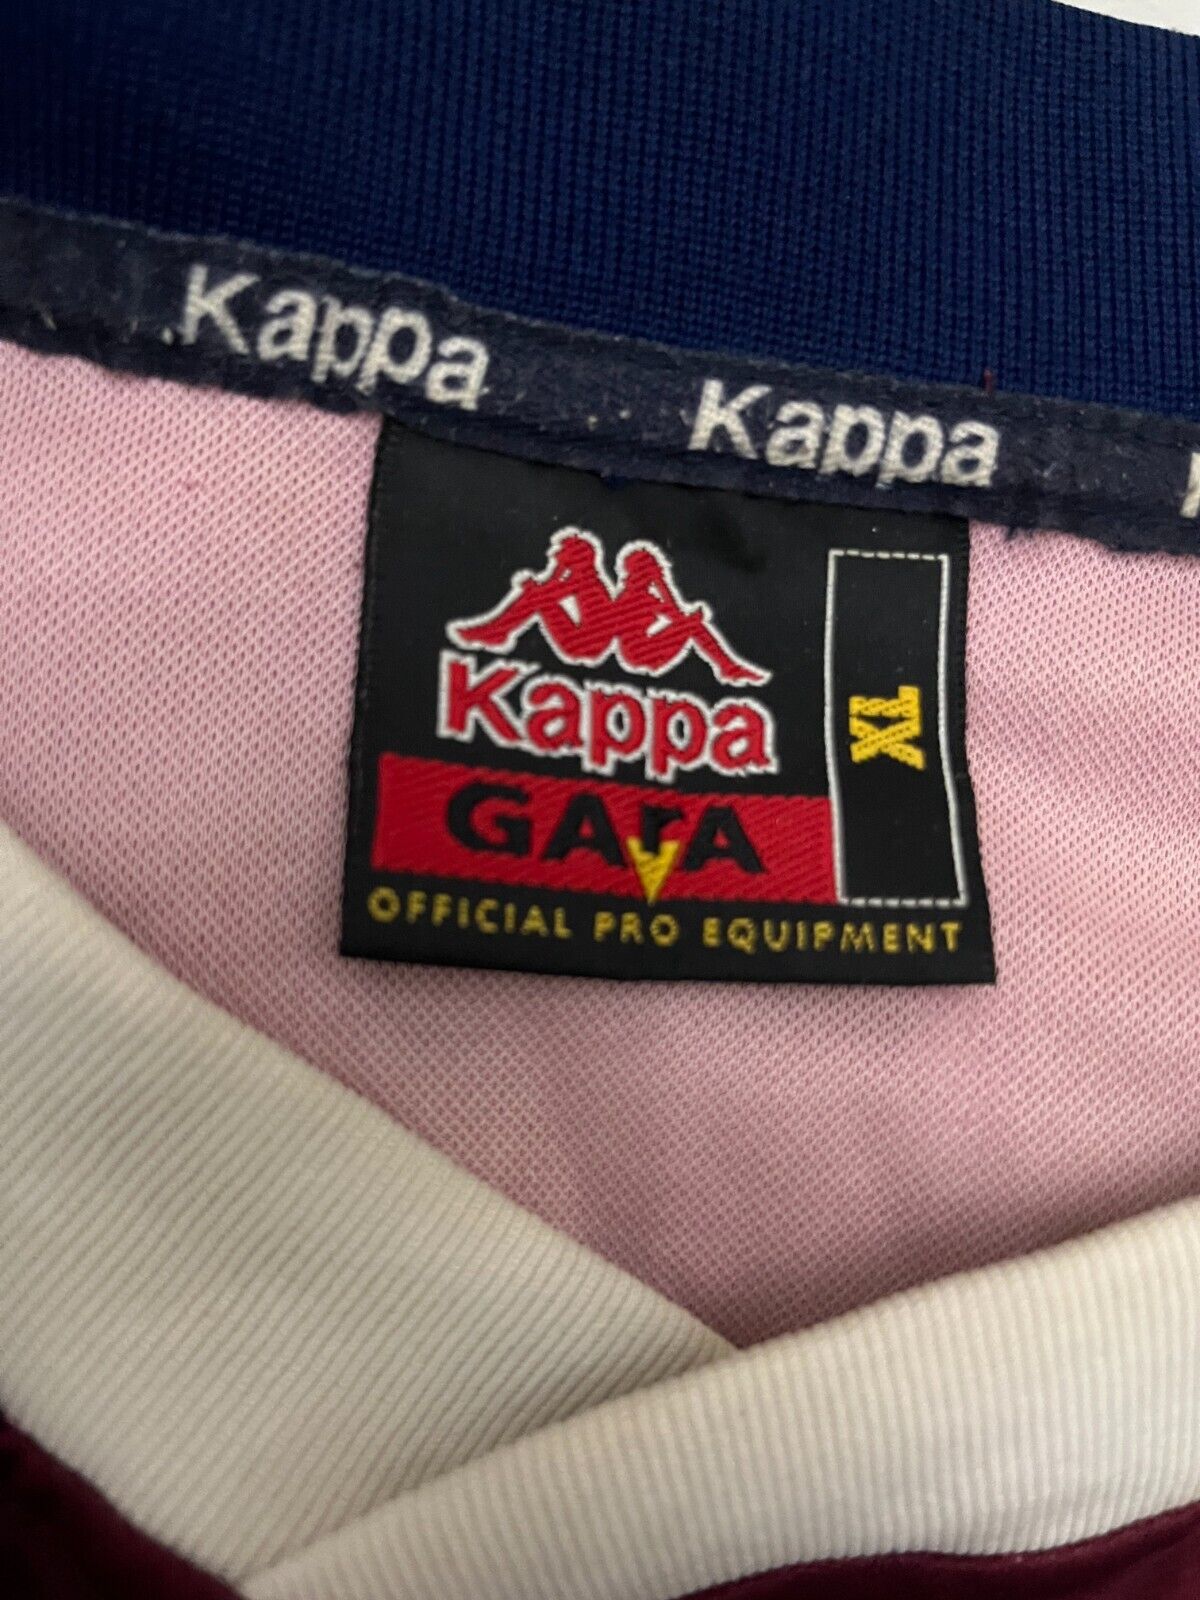 Kappa Kappa
Kappa
XL
GArA
OFFICIAL PRO EQUIPMENT